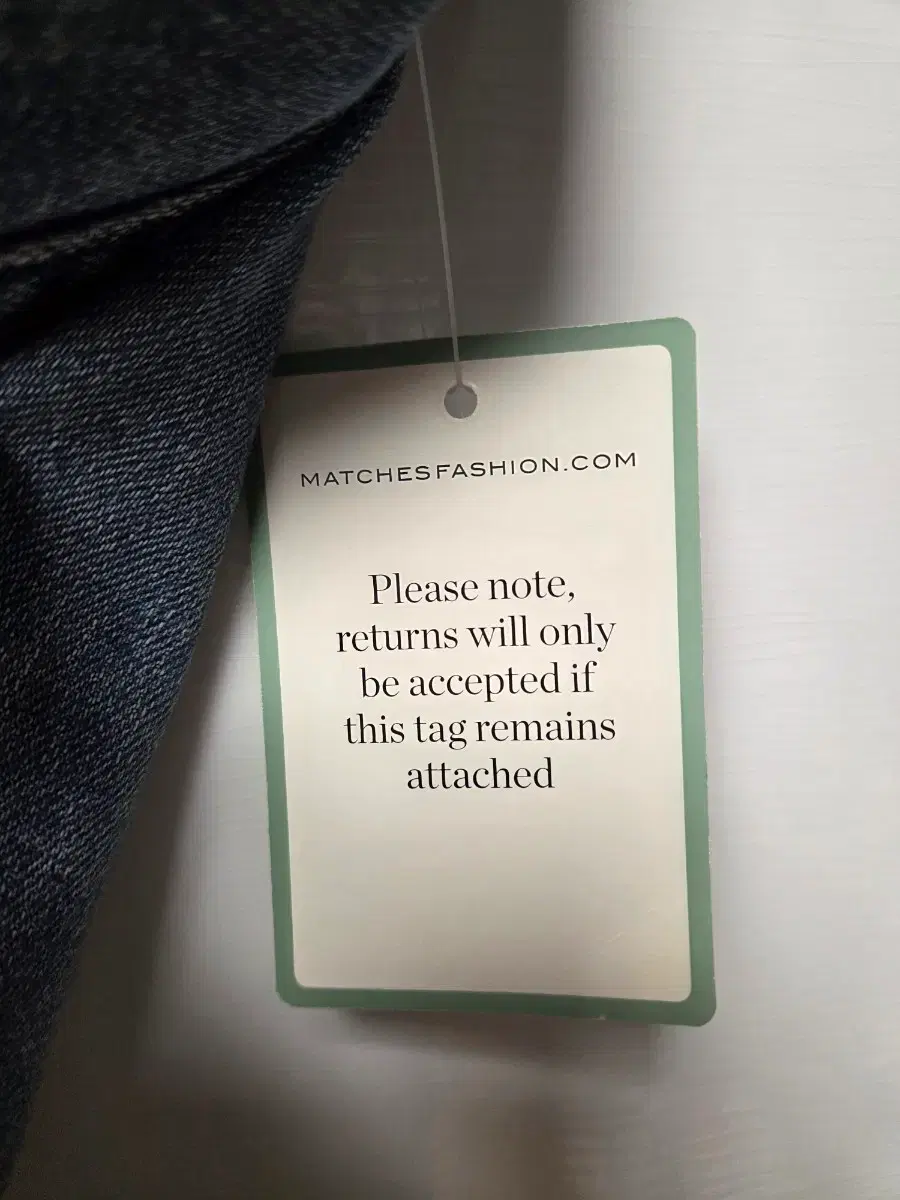 MATCHESFASHION.COM
Please note,
returns will only
be accepted if
this tag remains
attached